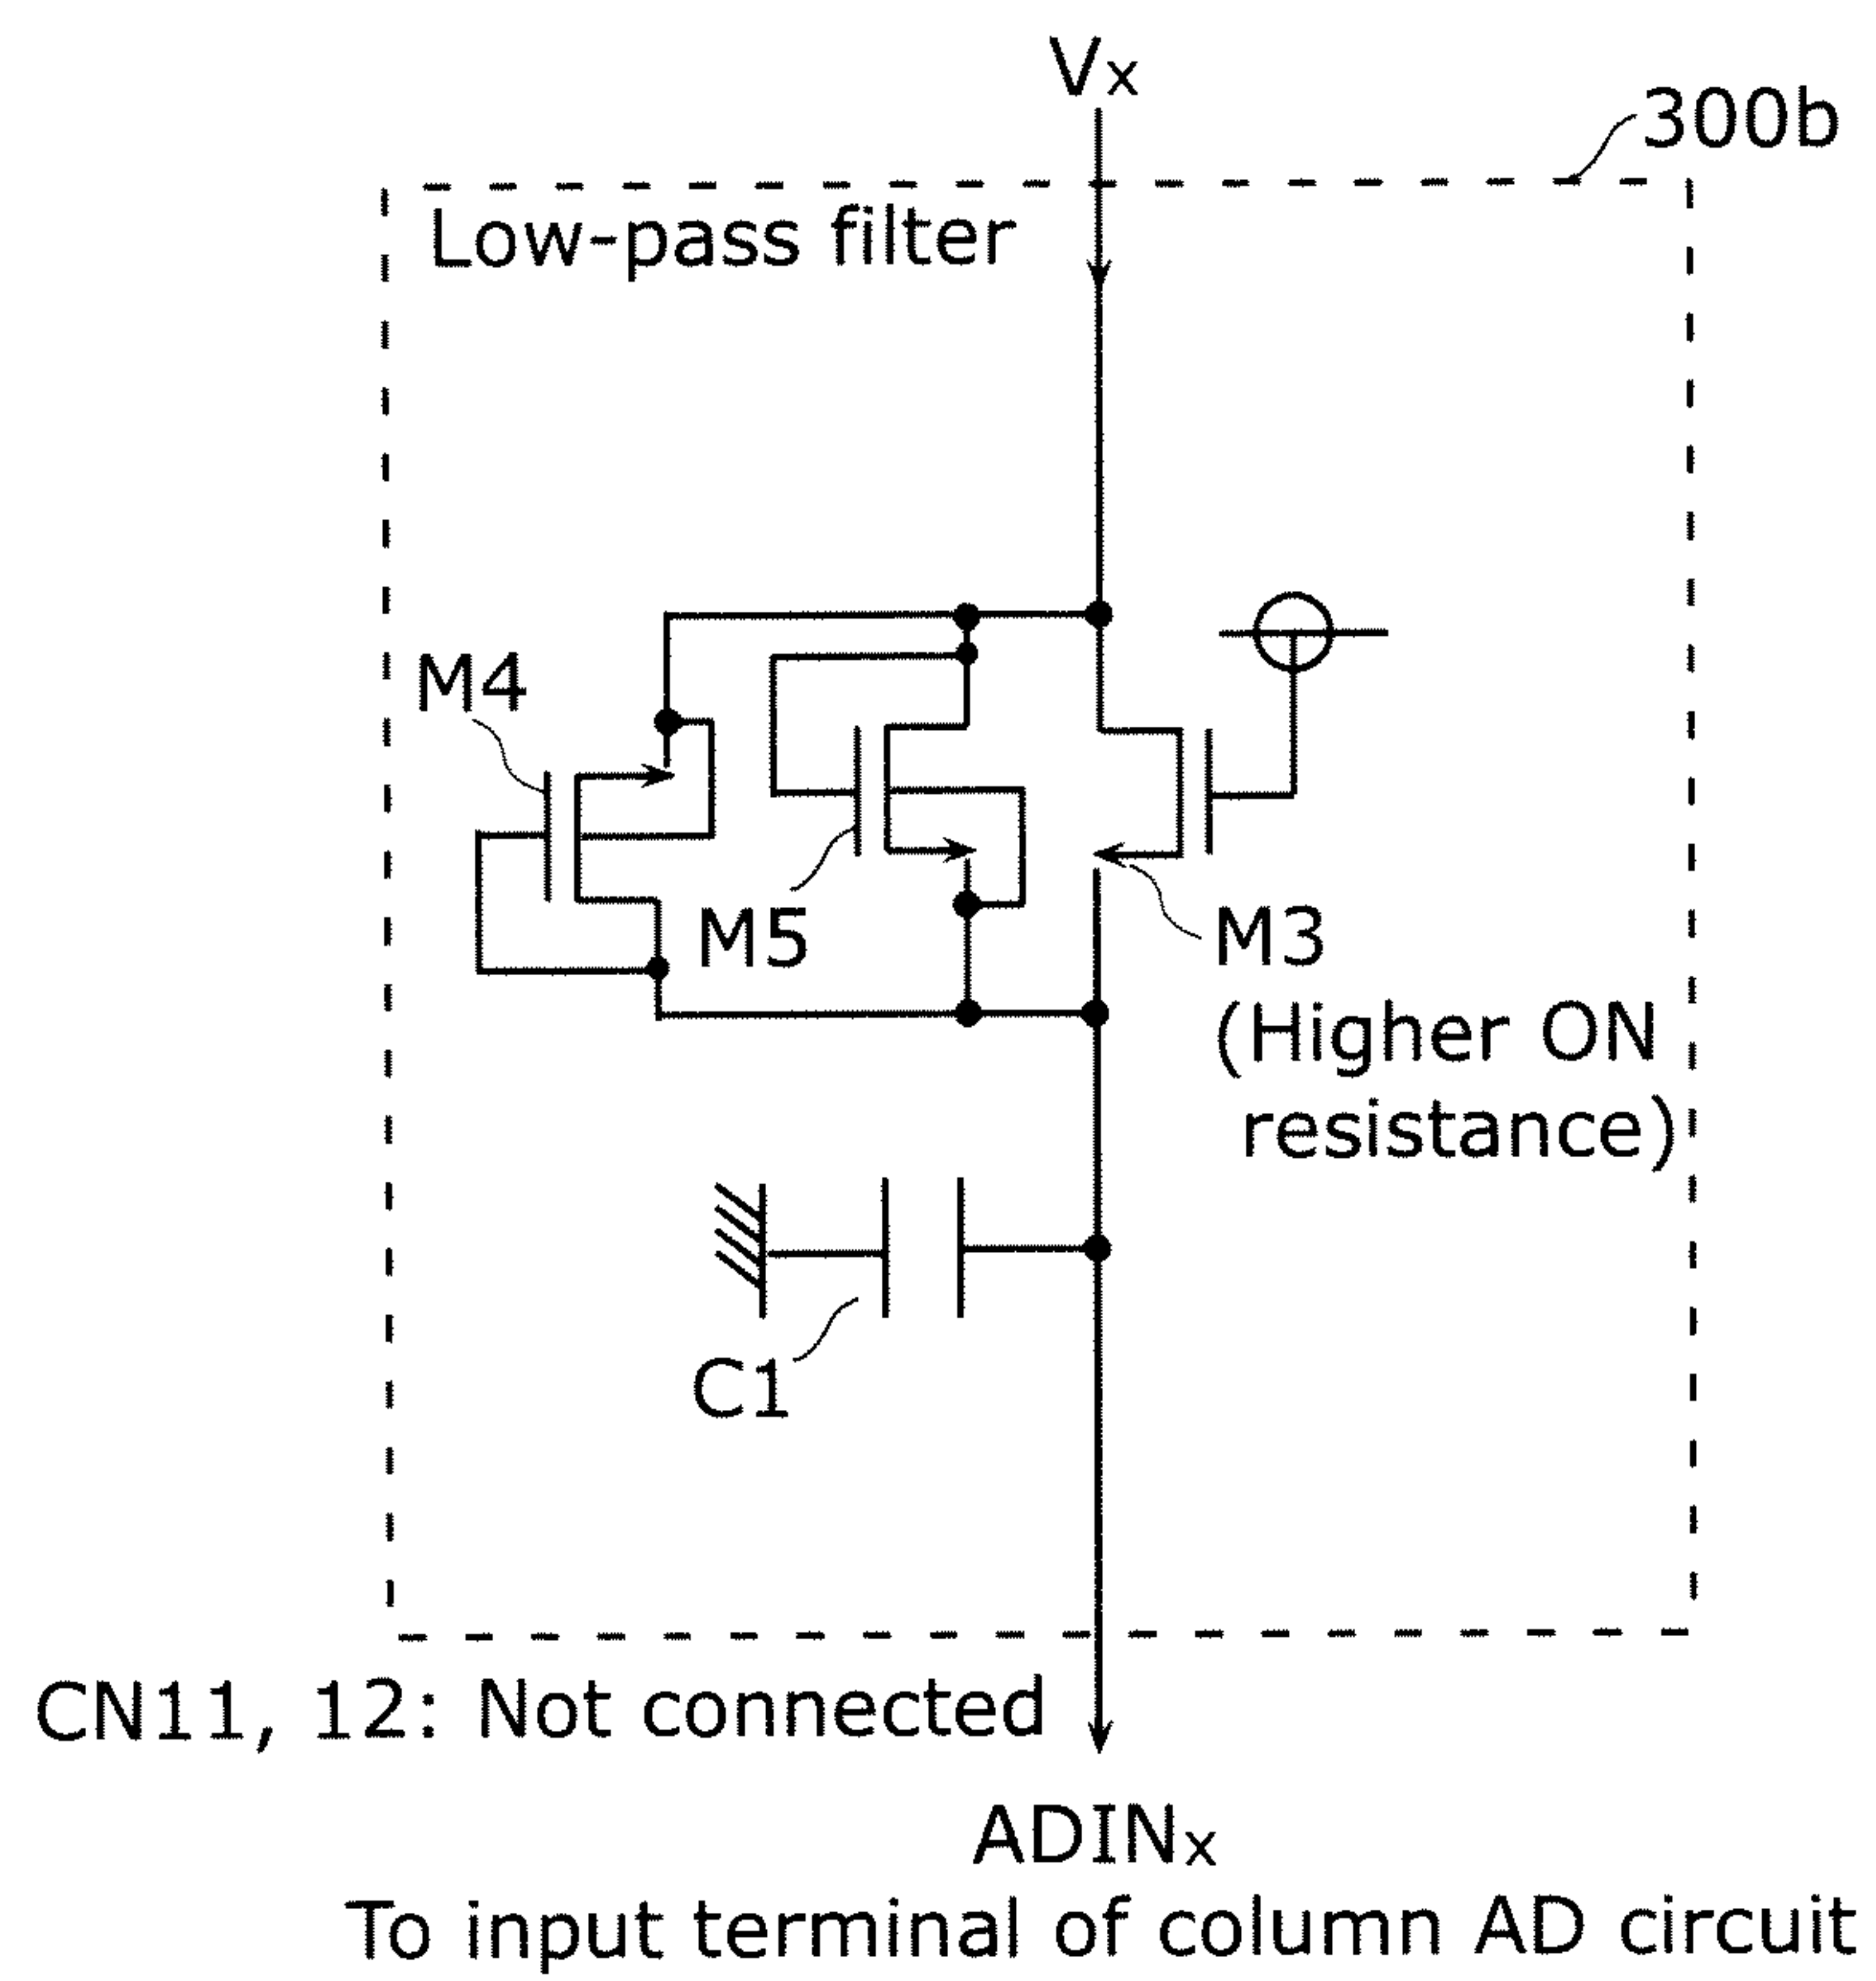 Vx
300b
Low-pass filter
M4
M5
M3
(Higher ON
resistance)
C1
CN11, 12: Not connected
ADINx
To input terminal of column AD circuit